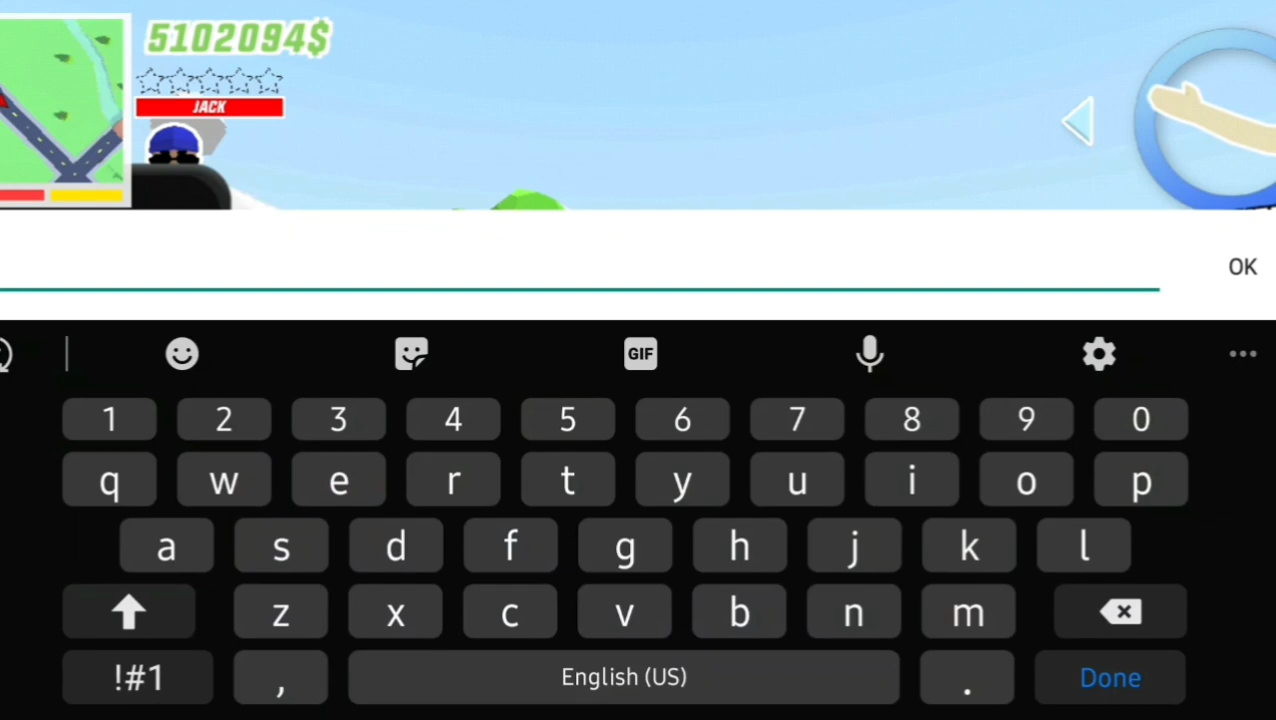 5102094$
JACK
OK
GIF
1 2 3 4 5 6 7 8 9 0
q w e r t y u i o p
a s d f g h j k l
z x c v b n m
!#1 , English (US) . Done